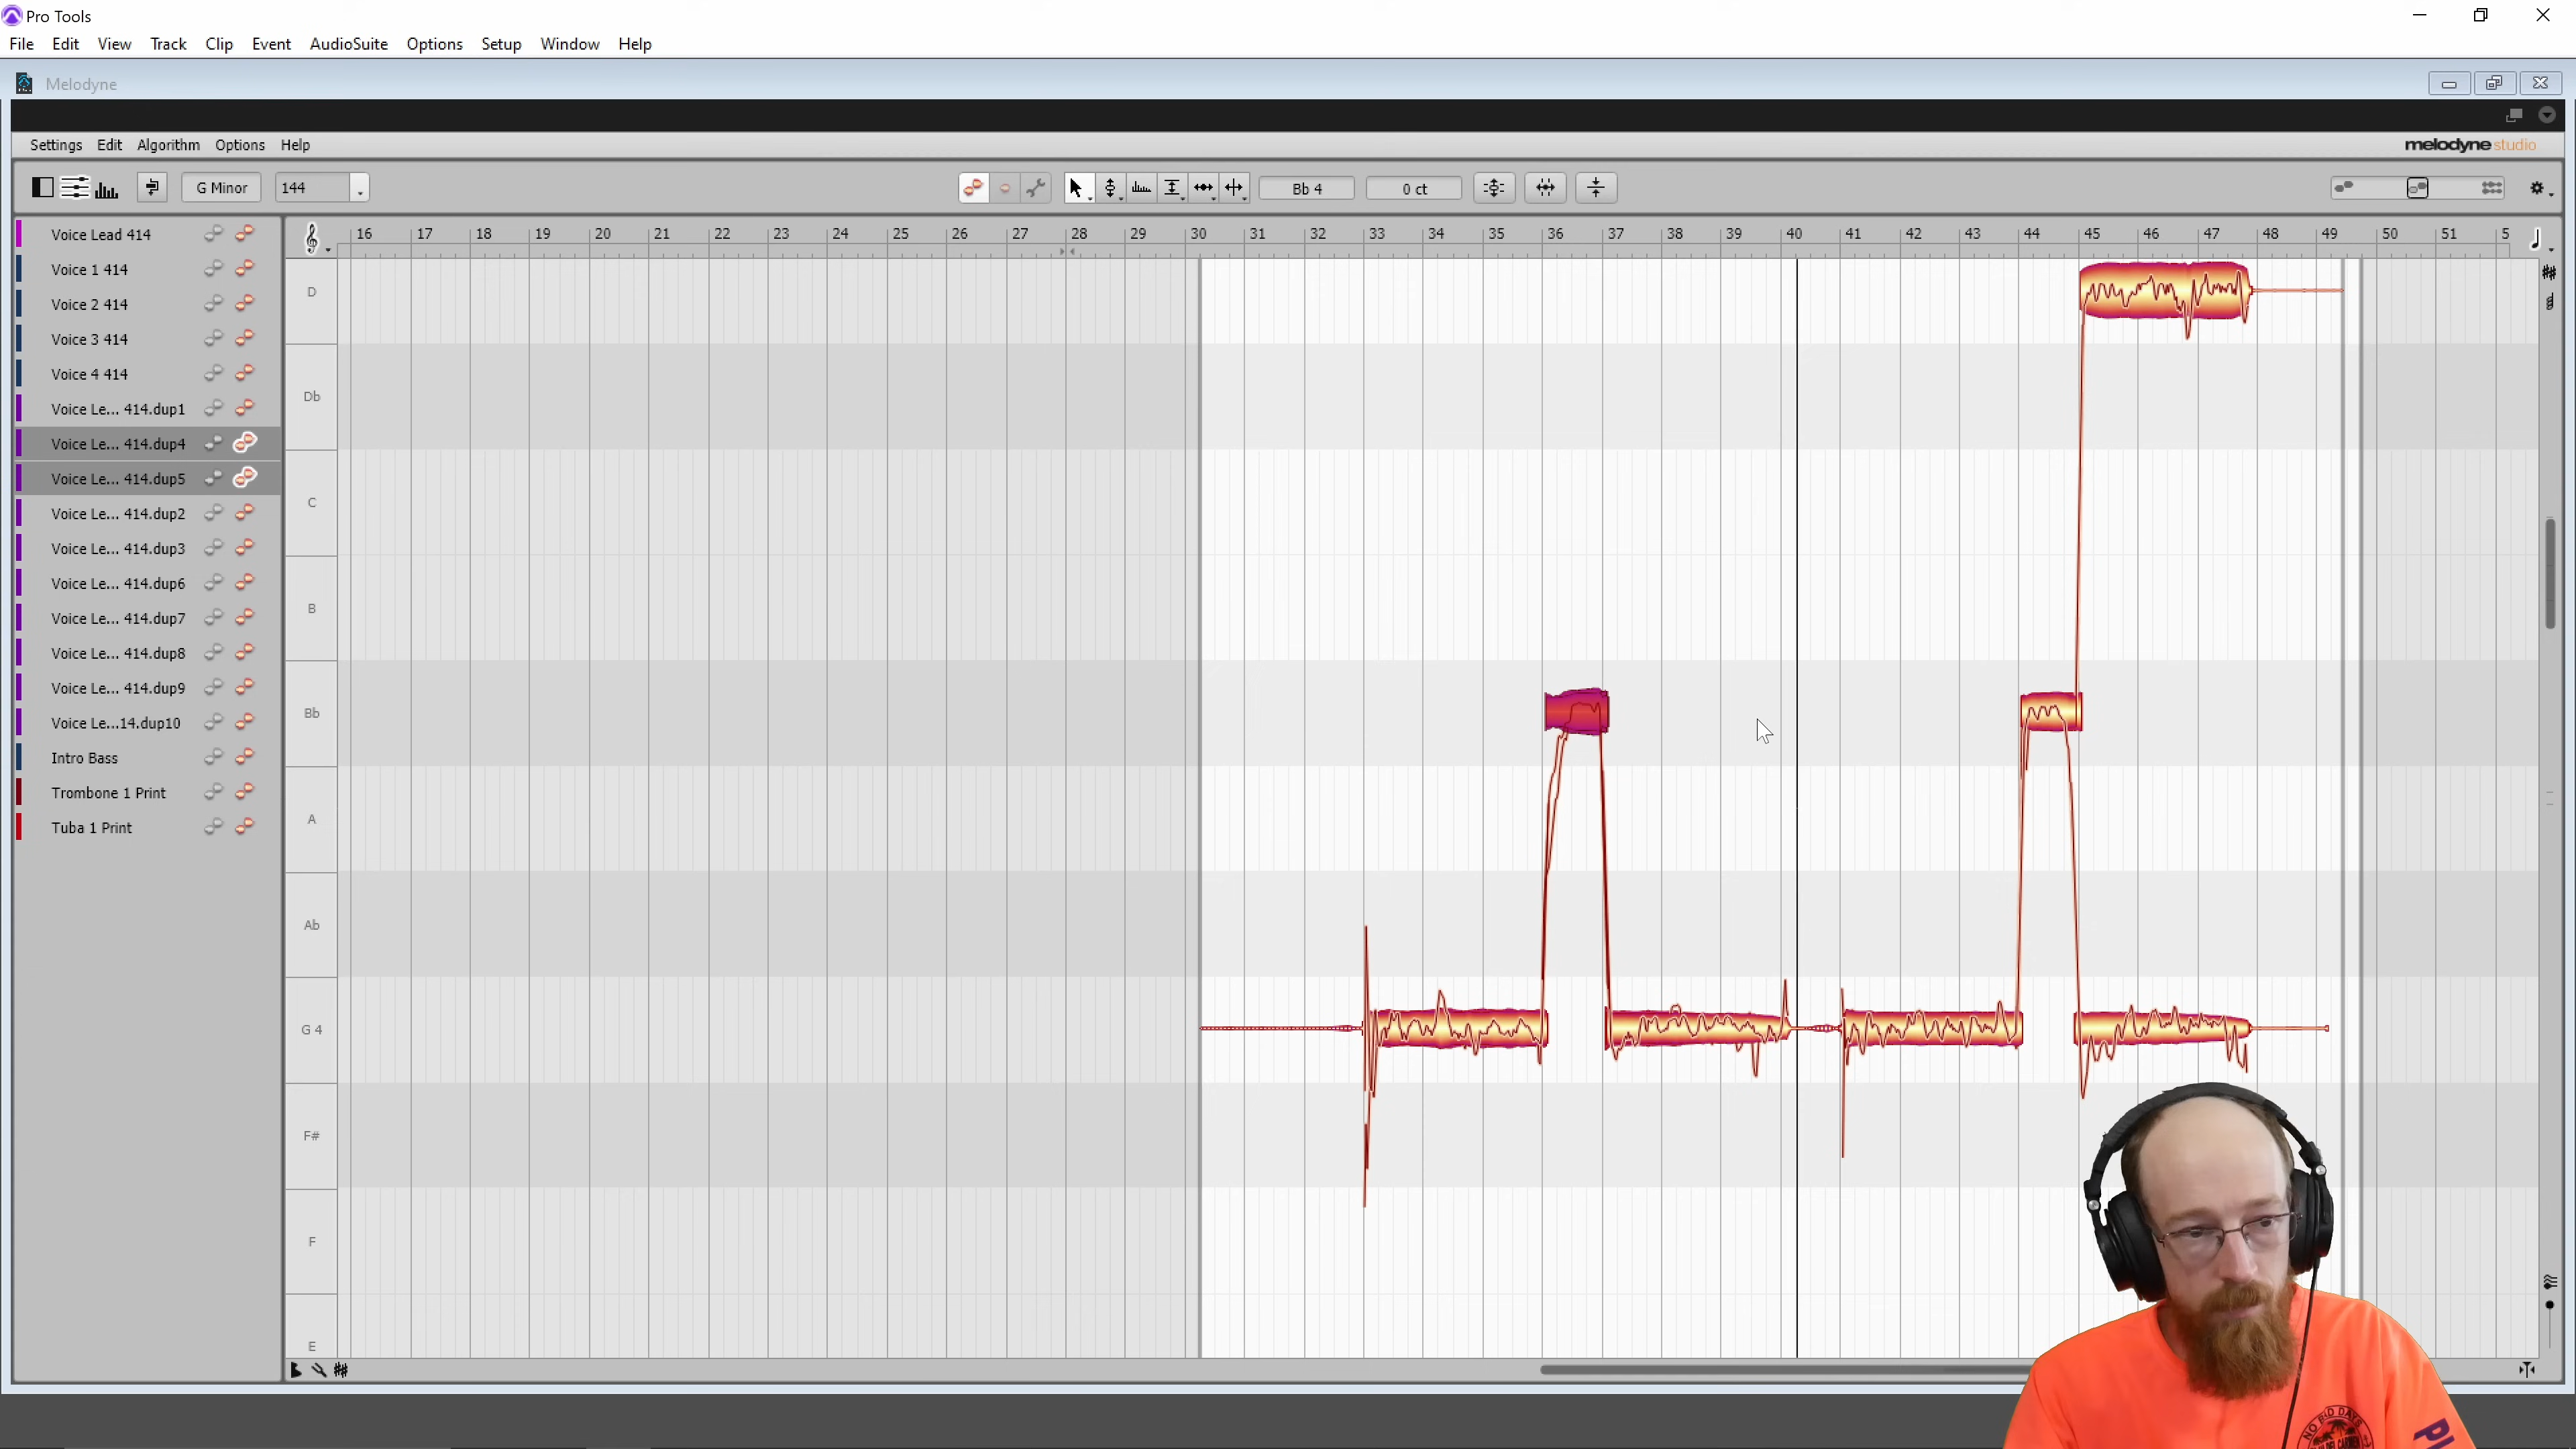 Pro Tools
File Edit View Track Clip Event AudioSuite Options Setup Window Help
Melodyne
Settings Edit Algorithm Options Help
melodyne studio
G Minor 144 Bb 4 0 ct
16 17 18 19 20 21 22 23 24 25 26 27 28 29 30 31 32 33 34 35 36 37 38 39 40 41 42 43 44 45 46 47 48 49 50 51 5
Voice Lead 414
Voice 1 414
Voice 2 414
Voice 3 414
Voice 4 414
Voice Le... 414.dup1
Voice Le... 414.dup4
Voice Le... 414.dup5
Voice Le... 414.dup2
Voice Le... 414.dup3
Voice Le... 414.dup6
Voice Le... 414.dup7
Voice Le... 414.dup8
Voice Le... 414.dup9
Voice Le...14.dup10
Intro Bass
Trombone 1 Print
Tuba 1 Print
D
Db
C
B
Bb
A
Ab
G 4
F#
F
E
NO BAD DAYS